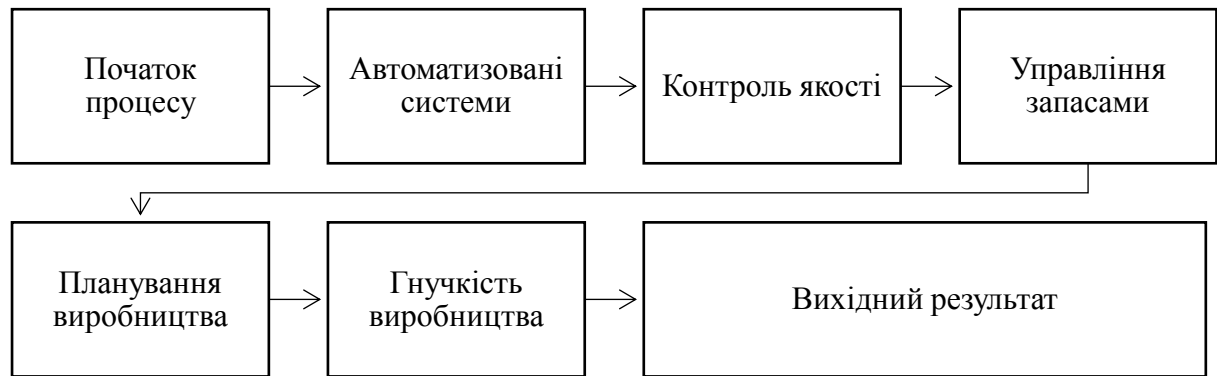 Початок
процесу
Автоматизовані
системи
Контроль якості
Управління
запасами
Планування
виробництва
Гнучкість
виробництва
Вихідний результат